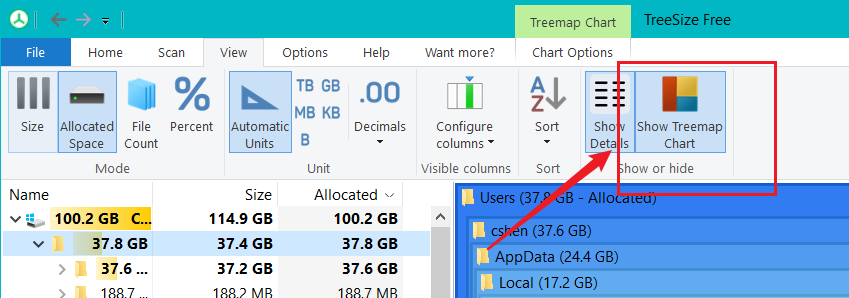 Treemap Chart
TreeSize Free
File Home Scan View Options Help Want more? Chart Options
Size
Allocated Space
File Count
Percent
Mode
Automatic Units
TB GB
MB KB
B
.00
Decimals
Unit
Configure columns
Visible columns
A
Z
Sort
Sort
Show Details
Show Treemap Chart
Show or hide
Name Size Allocated
100.2 GB C... 114.9 GB 100.2 GB
37.8 GB 37.4 GB 37.8 GB
37.6 ... 37.2 GB 37.6 GB
188.7 ... 188.2 MB 188.7 MB
Users (37.8 GB - Allocated)
cshen (37.6 GB)
AppData (24.4 GB)
Local (17.2 GB)